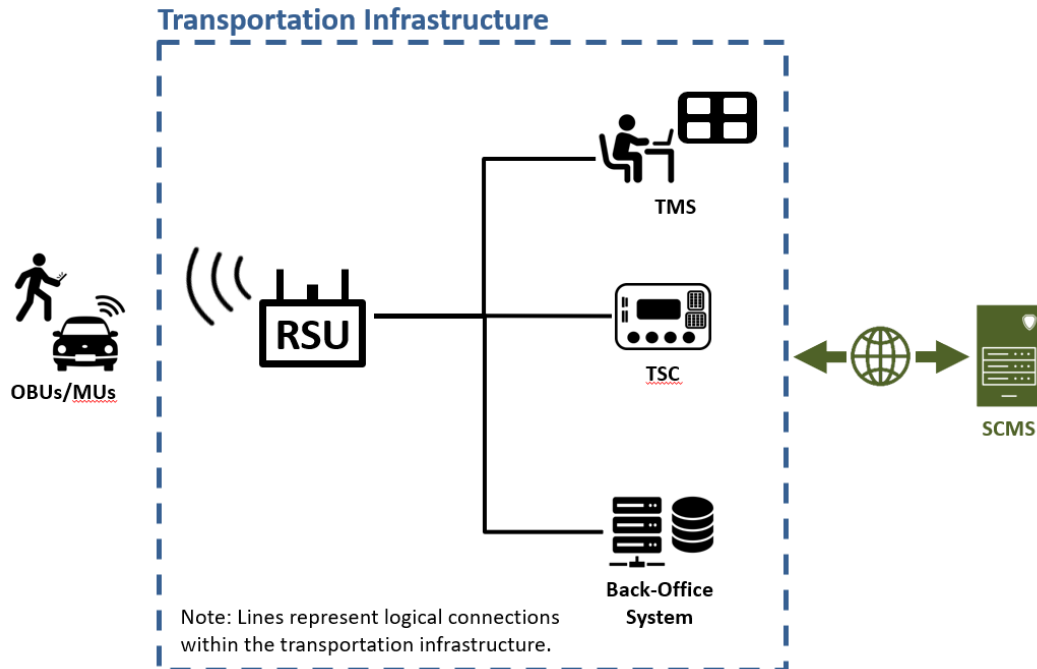 Transportation Infrastructure
TMS
RSU
TSC
OBUs/MUs
SCMS
Back-Office
System
Note: Lines represent logical connections
within the transportation infrastructure.